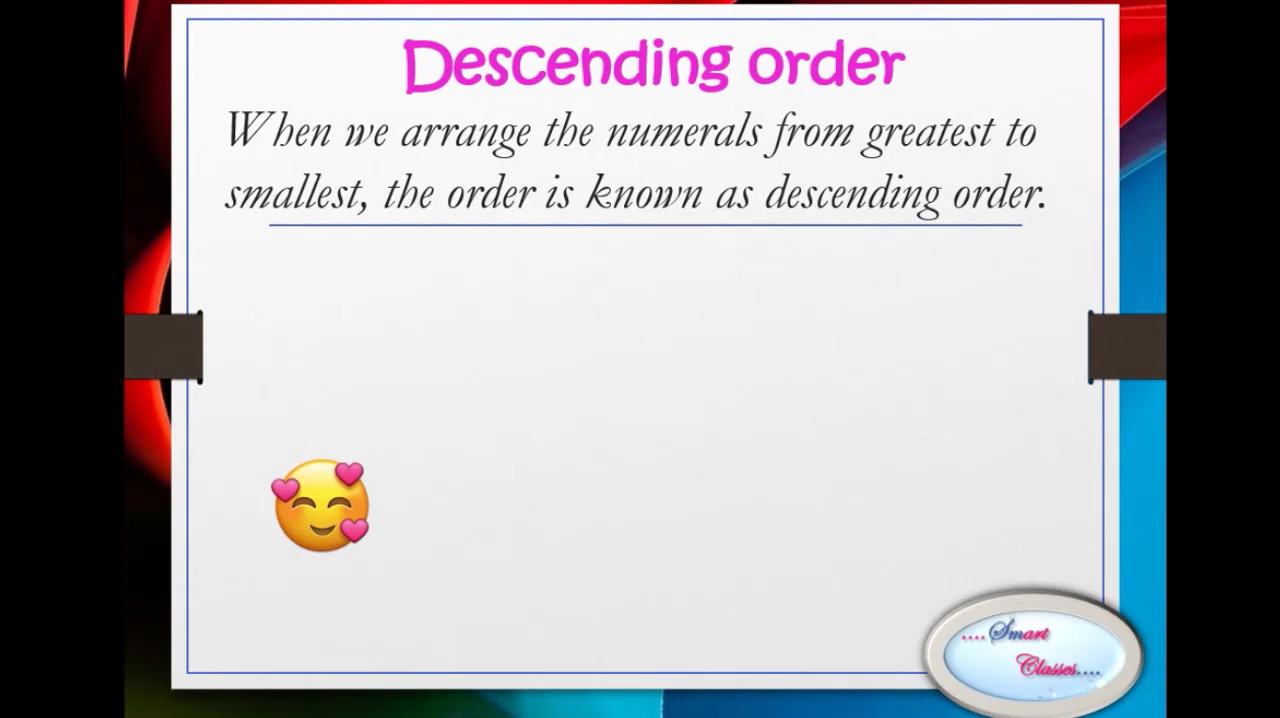 Descending order
When we arrange the numerals from greatest to
smallest, the order is known as descending order.
....Smart
Classes....